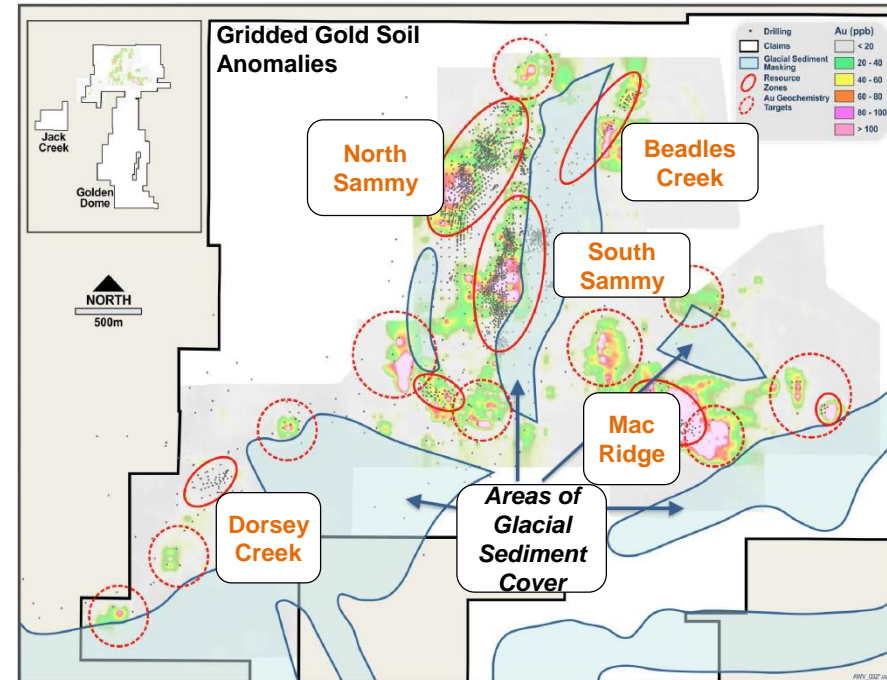 Gridded Gold Soil
Anomalies
Jack
Creek
Golden
Dome
NORTH
500m
Drilling
Claims
Glacial Sediment
Masking
Resource
Zones
Au Geochemistry
Targets
Au (ppb)
< 20
20 - 40
40 - 60
60 - 80
80 - 100
> 100
North
Sammy
Beadles
Creek
South
Sammy
Mac
Ridge
Dorsey
Creek
Areas of
Glacial
Sediment
Cover